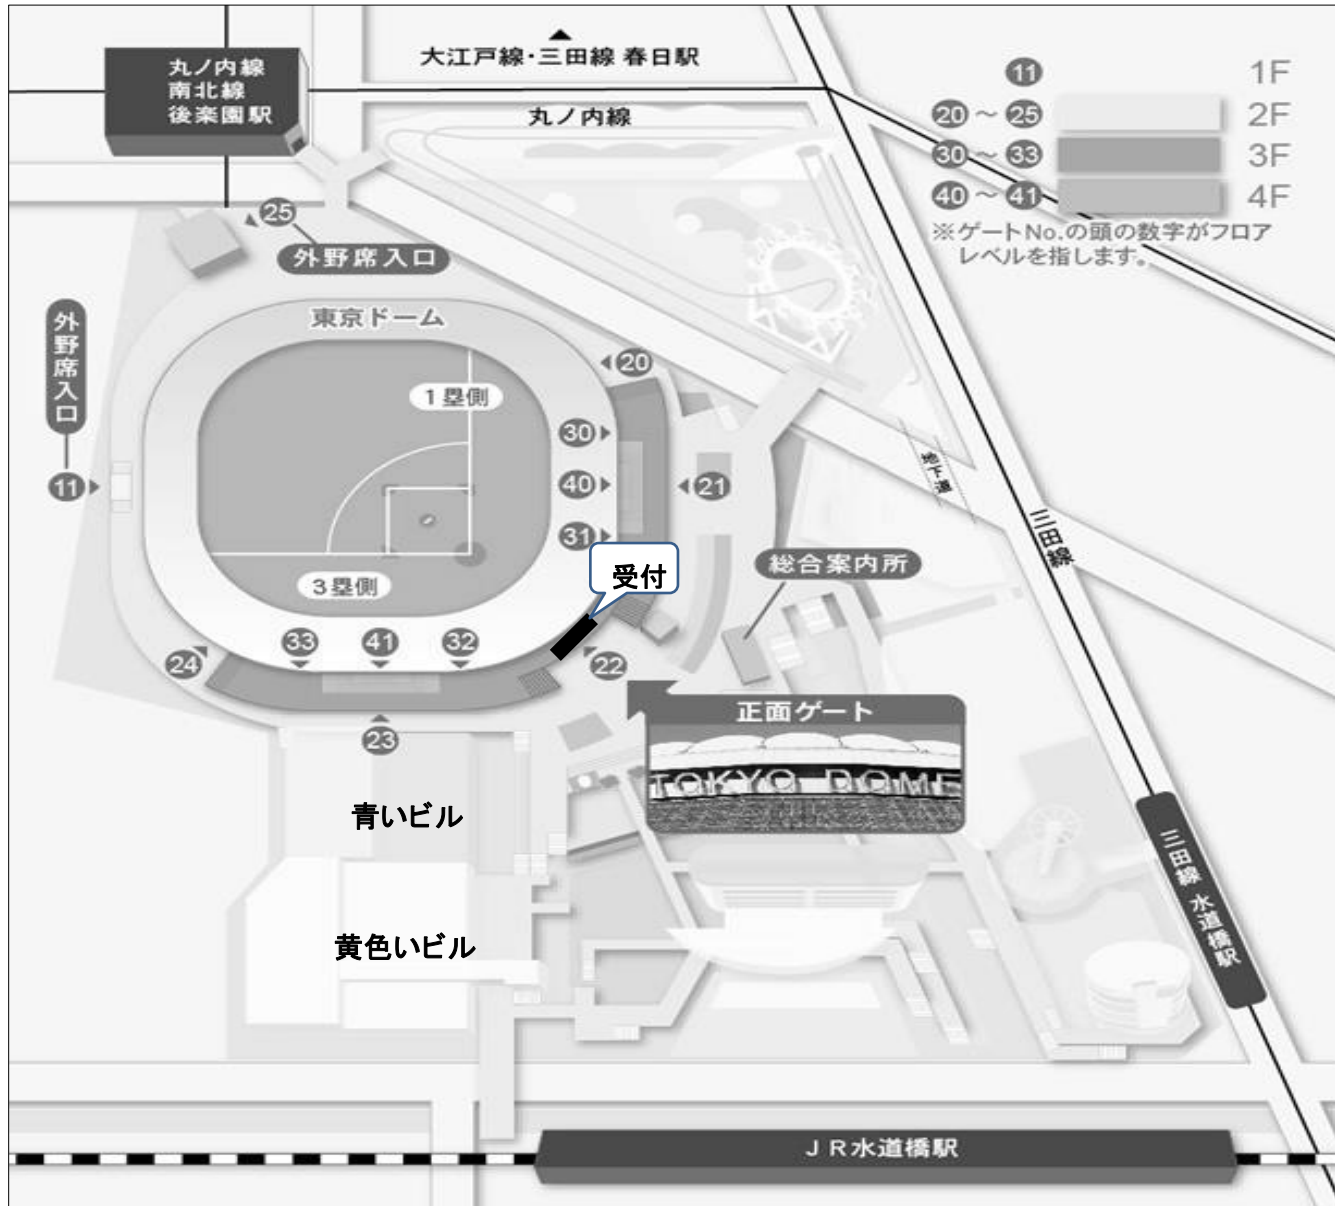 丸ノ内線
南北線
後楽園駅
大江戸線・三田線 春日駅
丸ノ内線
11 1F
20 ～ 25 2F
30 ～ 33 3F
40 ～ 41 4F
※ゲートNo.の頭の数字がフロア
レベルを指します。
25
外野席入口
外野席入口
11
東京ドーム
1塁側
3塁側
20
30
40
31
21
受付
33
41
32
24
22
23
総合案内所
地下道
三田線
正面ゲート
TOKYO DOME
青いビル
黄色いビル
三田線 水道橋駅
JR水道橋駅